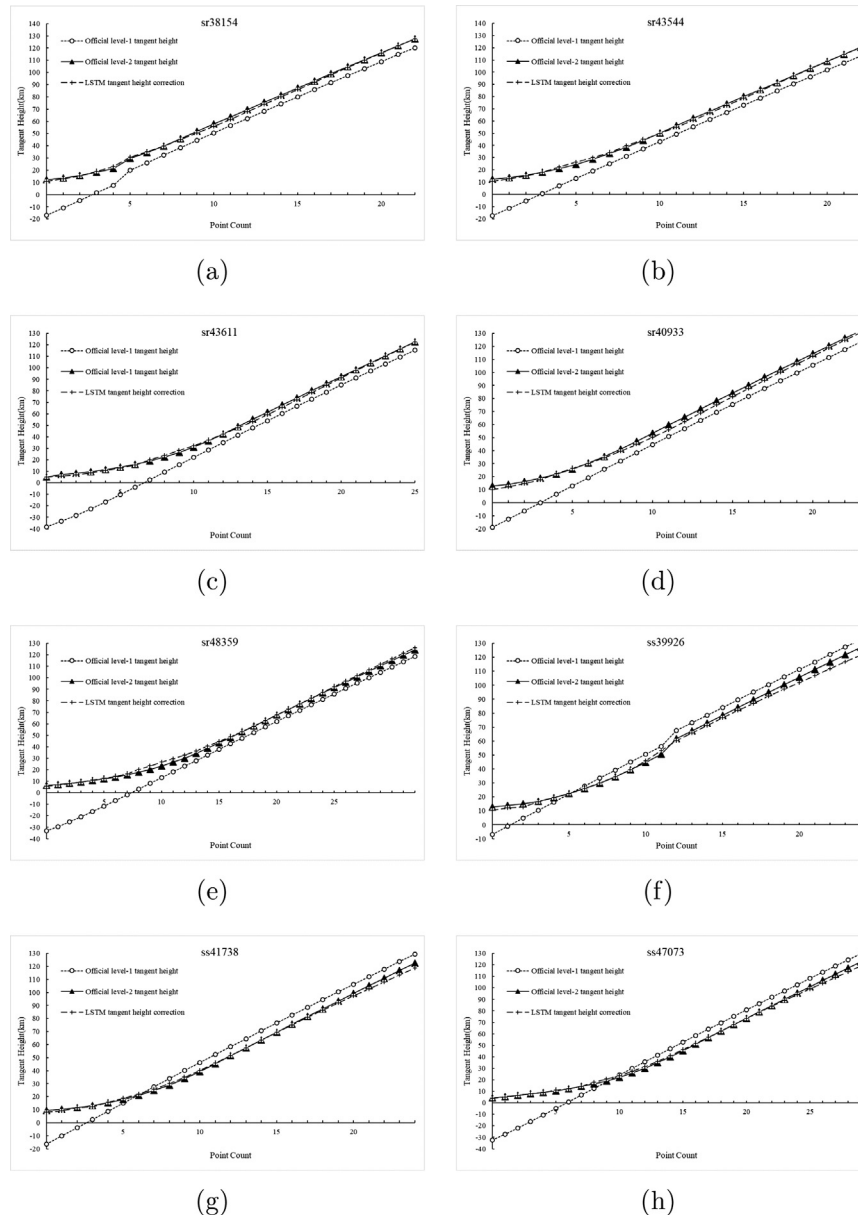 sr38154
140
130
120
110
100
90
80
70
60
50
40
30
20
10
0
-10
-20
Tangent Height(km)
Official level-1 tangent height
Official level-2 tangent height
LSTM tangent height correction
5 10 15 20
Point Count
(a)
sr43544
140
130
120
110
100
90
80
70
60
50
40
30
20
10
0
-10
-20
Tangent Height(km)
Official level-1 tangent height
Official level-2 tangent height
LSTM tangent height correction
5 10 15 20
Point Count
(b)
sr43611
130
120
110
100
90
80
70
60
50
40
30
20
10
0
-10
-20
-30
-40
Tangent Height(km)
Official level-1 tangent height
Official level-1 tangent height
LSTM tangent height correction
5 10 15 20 25
Point Count
(c)
sr40933
130
120
110
100
90
80
70
60
50
40
30
20
10
0
-10
-20
Tangent Height(km)
Official level-1 tangent height
Official level-2 tangent height
LSTM tangent height correction
5 10 15 20
Point Count
(d)
sr48359
130
120
110
100
90
80
70
60
50
40
30
20
10
0
-10
-20
-30
-40
Tangent Height(km)
Official level-1 tangent height
Official level-2 tangent height
LSTM tangent height correction
5 10 15 20 25
Point Count
(e)
ss39926
130
120
110
100
90
80
70
60
50
40
30
20
10
0
-10
-20
Tangent Height(km)
Official level-1 tangent height
Official level-2 tangent height
LSTM tangent height correction
5 10 15 20
Point Count
(f)
ss41738
130
120
110
100
90
80
70
60
50
40
30
20
10
0
-10
-20
Tangent Height(km)
Official level-1 tangent height
Official level-2 tangent height
LSTM tangent height correction
5 10 15 20
Point Count
(g)
ss47073
130
120
110
100
90
80
70
60
50
40
30
20
10
0
-10
-20
-30
-40
Tangent Height(km)
Official level-1 tangent height
Official level-2 tangent height
LSTM tangent height correction
5 10 15 20 25
Point Count
(h)